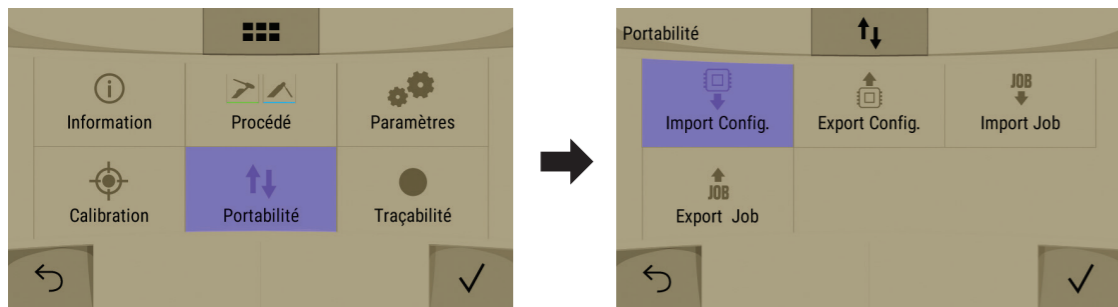 Information
Procédé
Paramètres
Calibration
Portabilité
Traçabilité
Portabilité
Import Config.
Export Config.
JOB
Import Job
JOB
Export Job